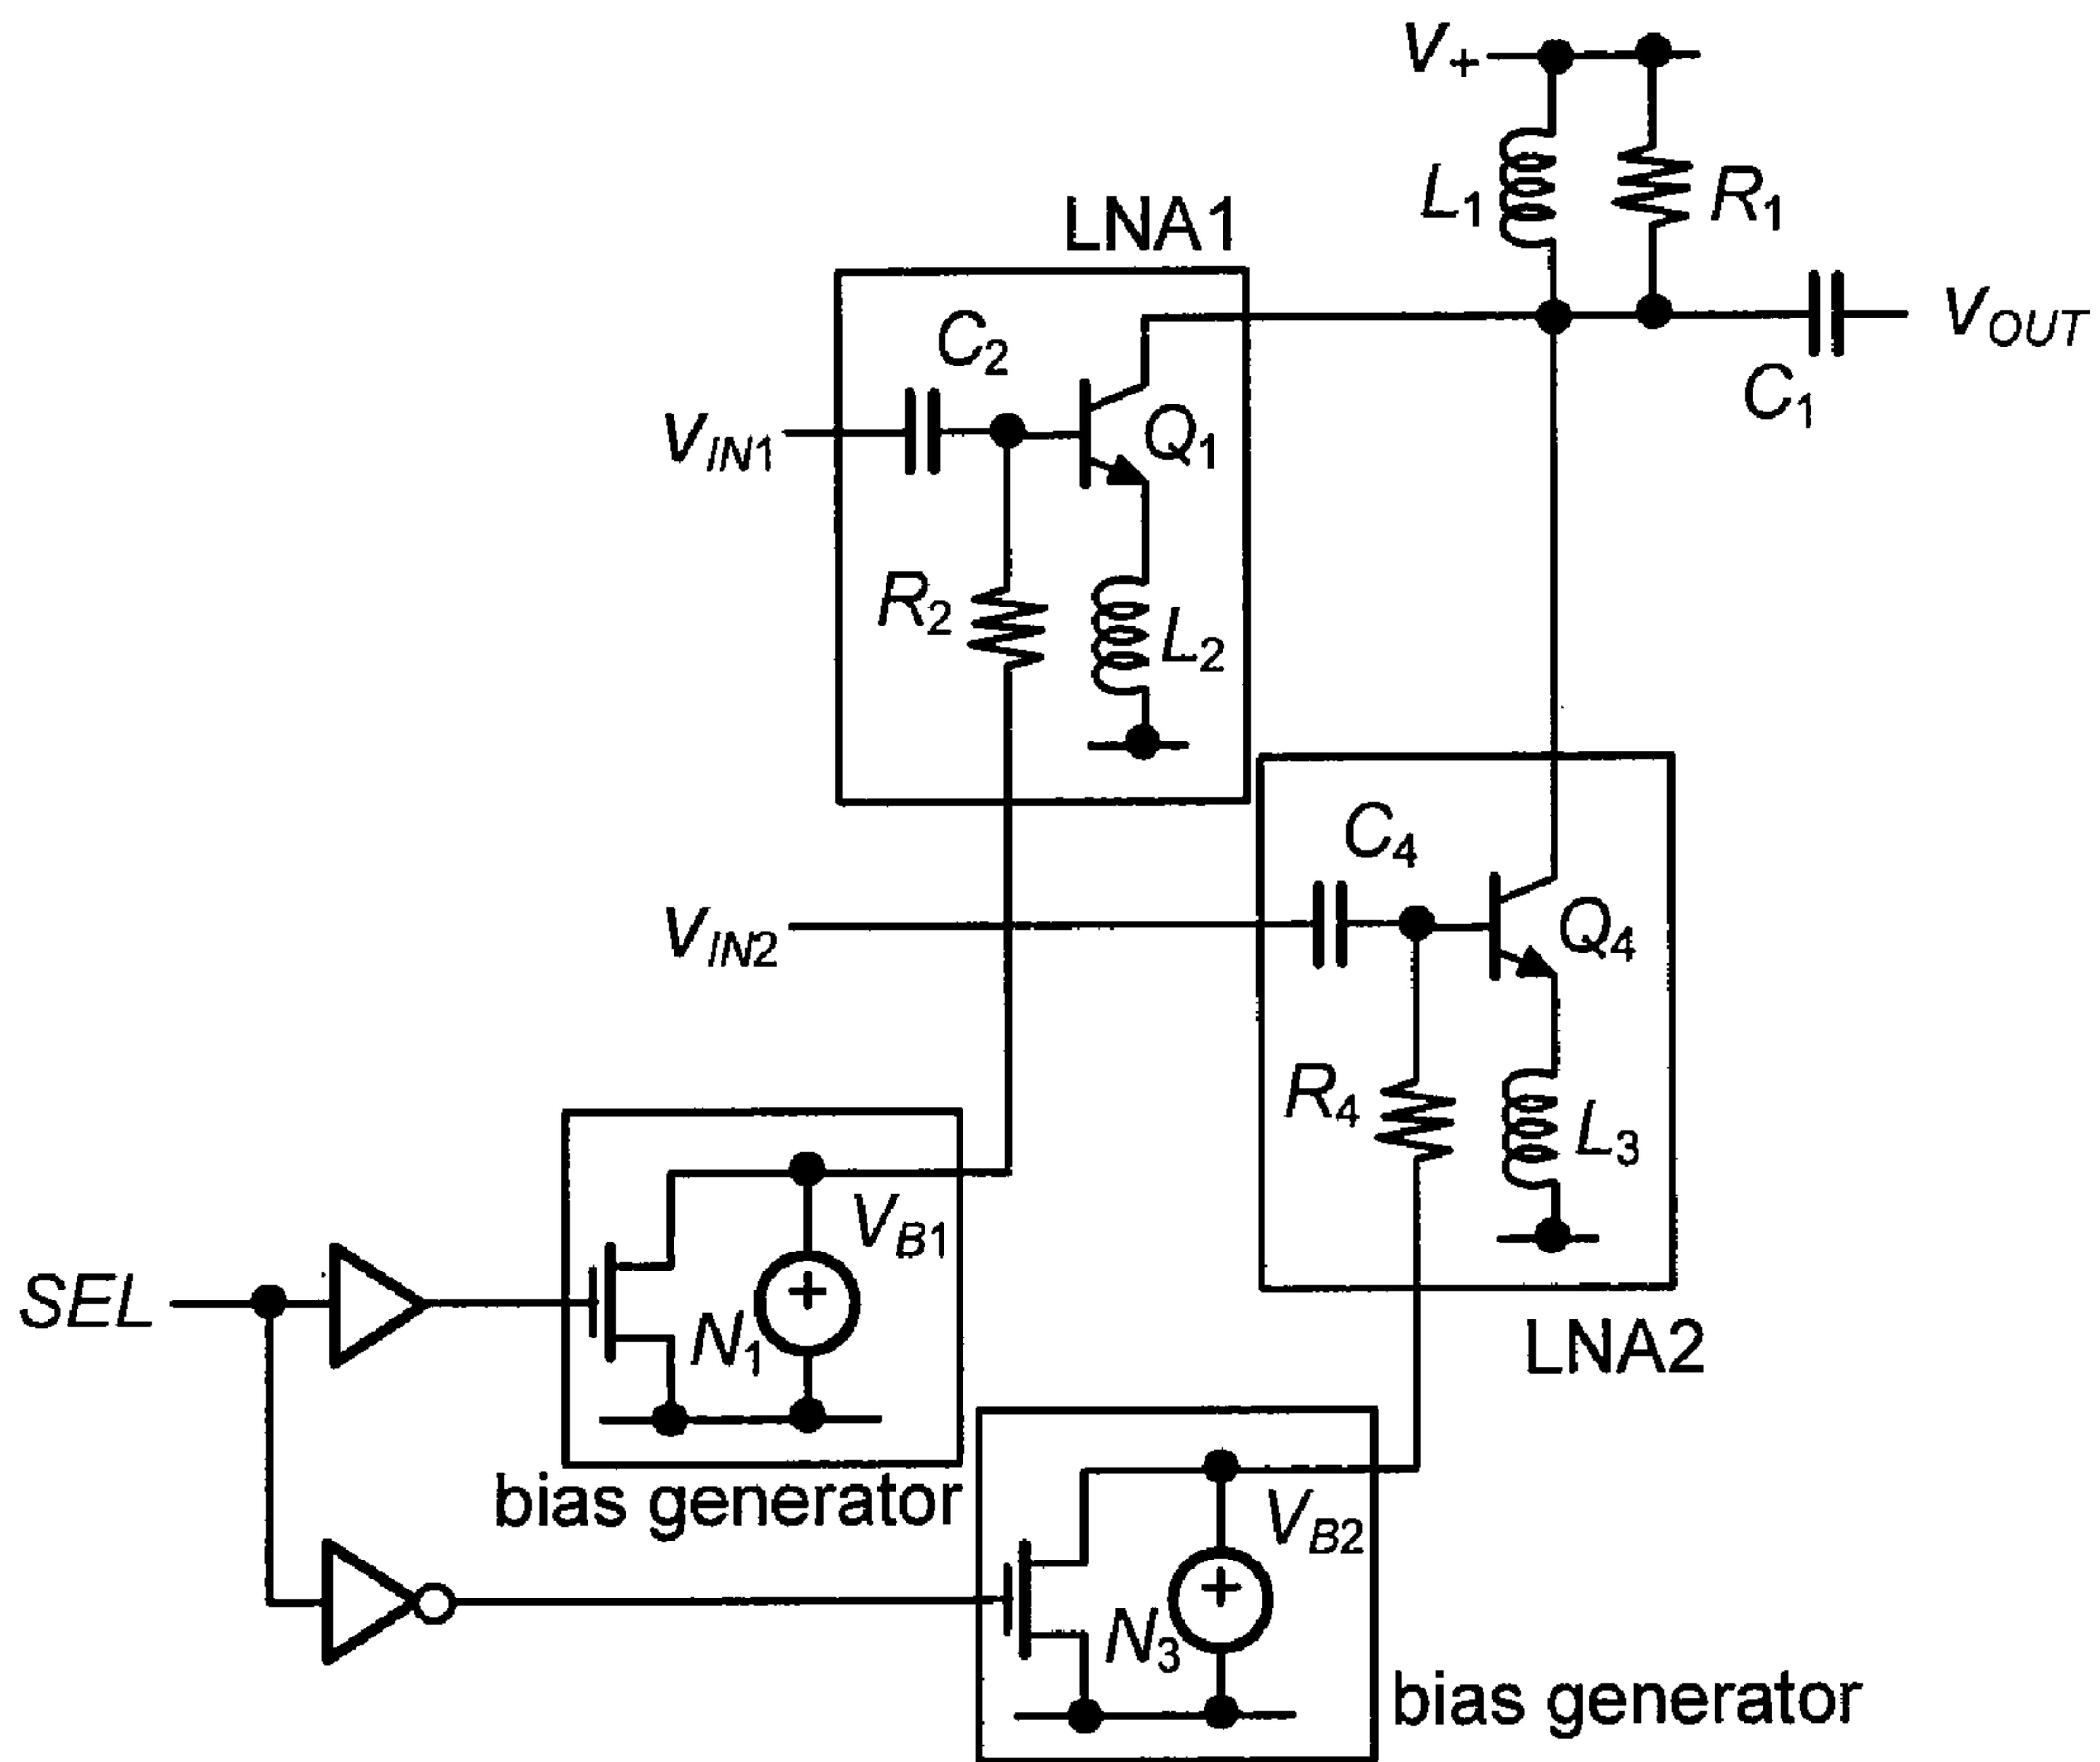 V+
L1
R1
LNA1
VOUT
C2
C1
VIN1
Q1
R2
L2
C4
VIN2
Q4
R4
L3
VB1
SEL
N1
LNA2
bias generator
VB2
N3
bias generator